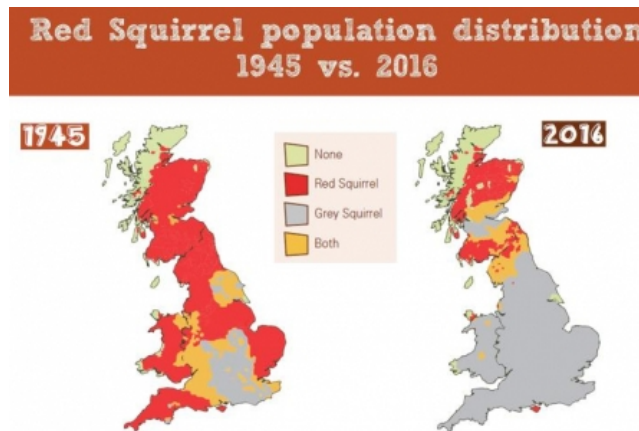 Red Squirrel population distribution
1945 vs. 2016
1945
2016
None
Red Squirrel
Grey Squirrel
Both